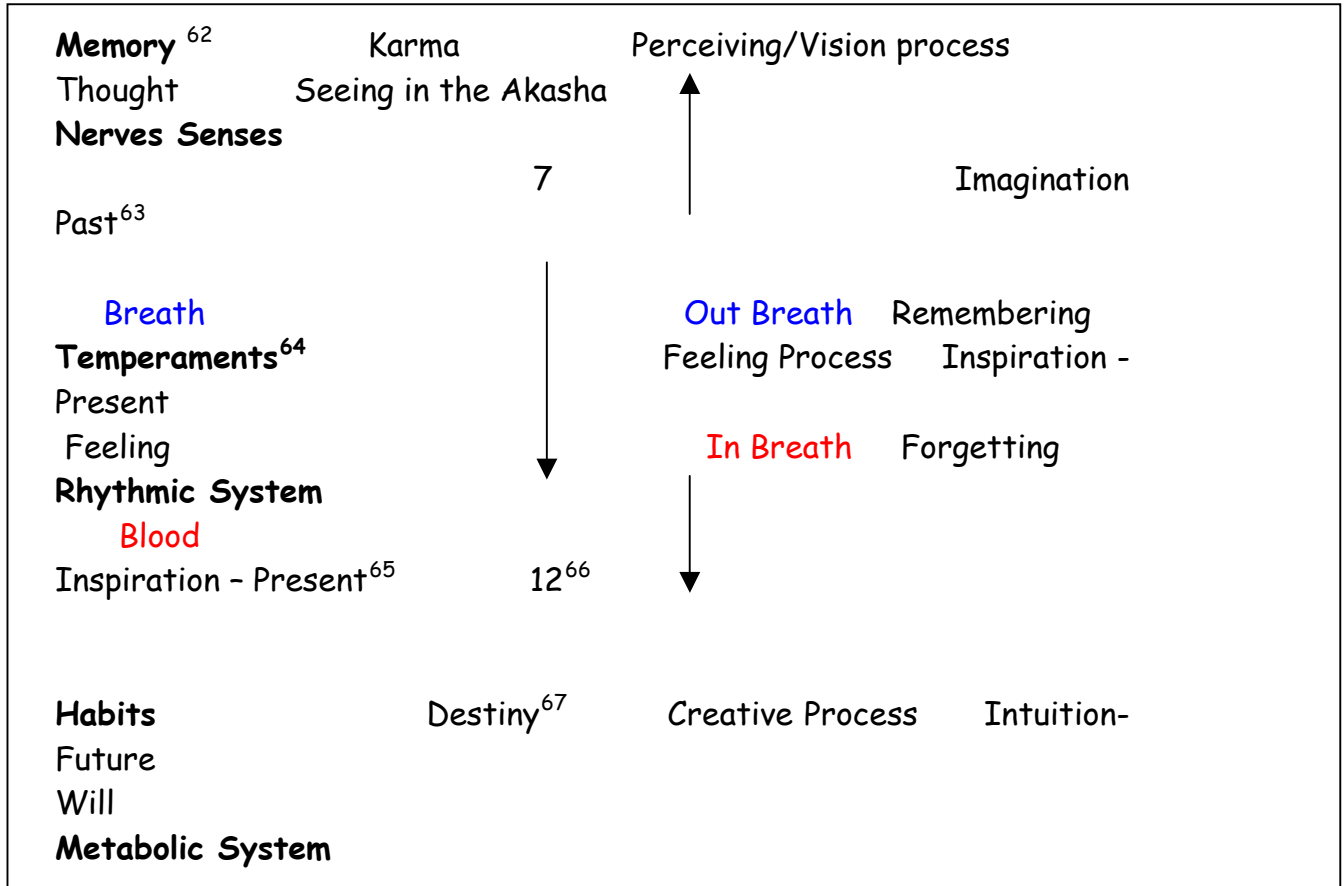 Memory 62 Karma Perceiving/Vision process
Thought Seeing in the Akasha
Nerves Senses
7 Imagination
Past63
Breath Out Breath Remembering
Temperaments64 Feeling Process Inspiration -
Present
Feeling In Breath Forgetting
Rhythmic System
Blood
Inspiration – Present65 1266
Habits Destiny67 Creative Process Intuition-
Future
Will
Metabolic System